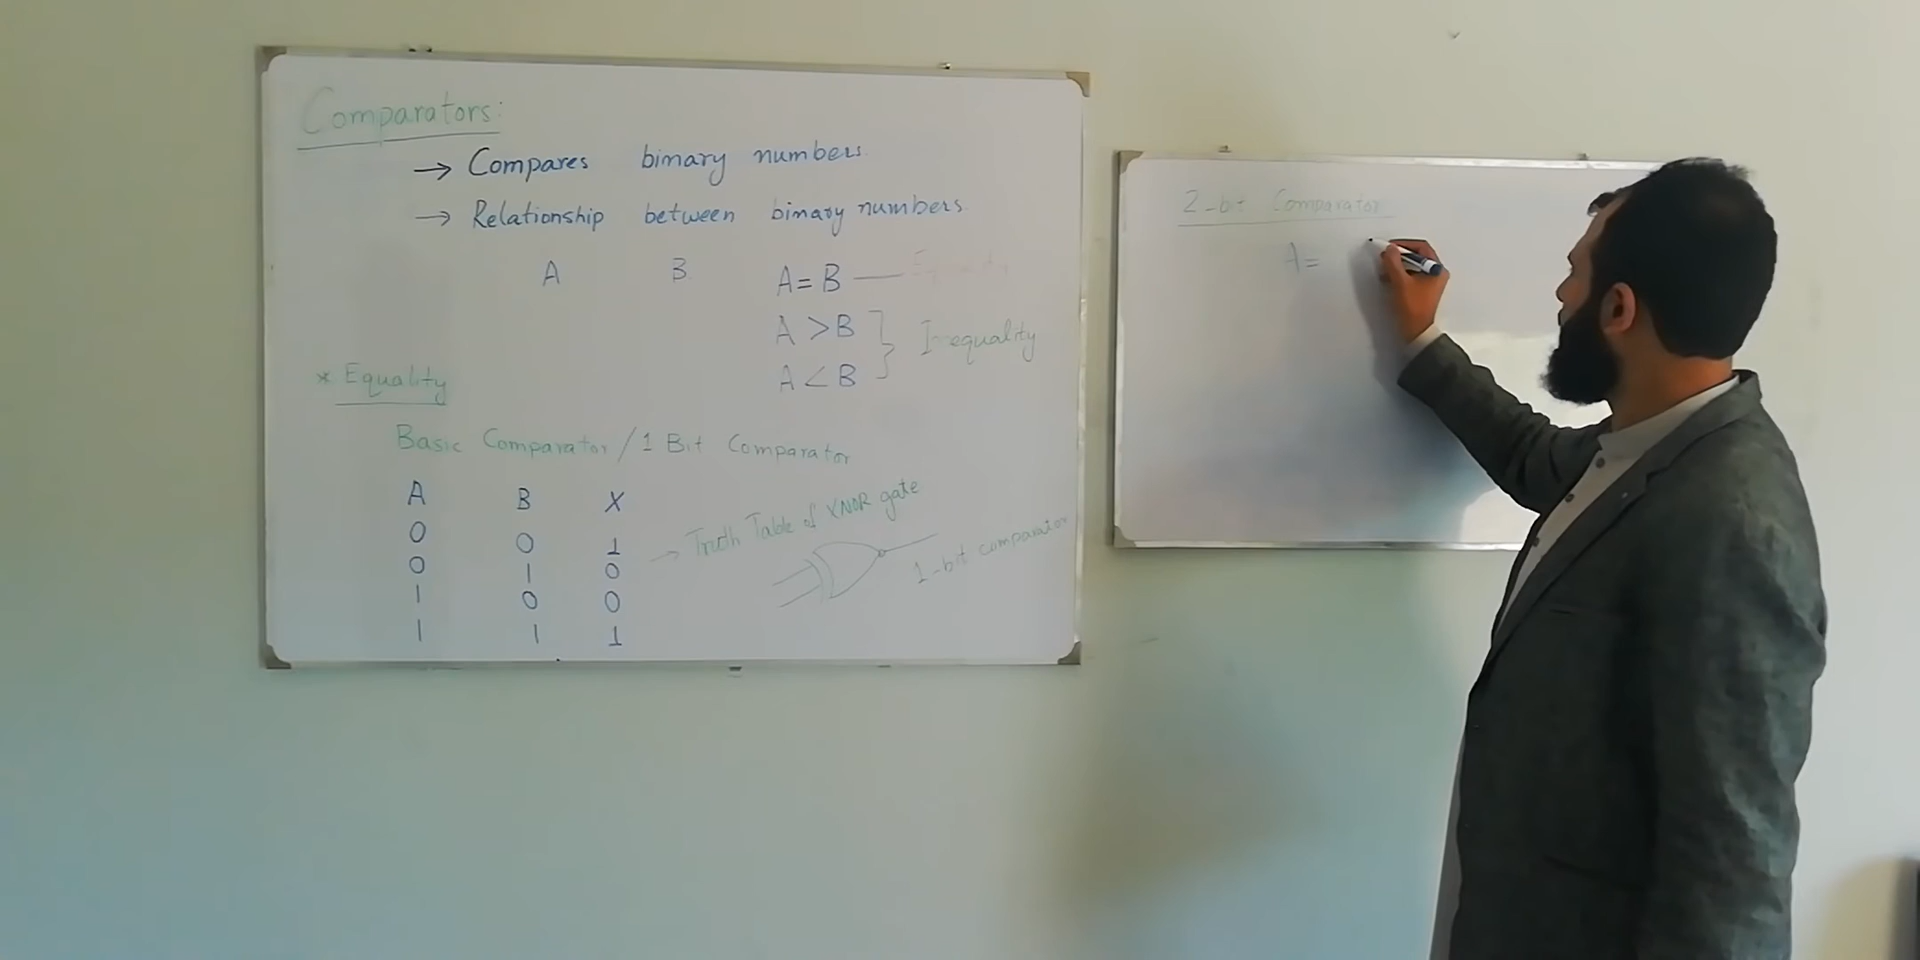 Comparators:
→ Compares binary numbers.
→ Relationship between binary numbers
A B A = B — Equality
A > B
A < B
Inequality
* Equality
Basic Comparator / 1 Bit Comparator
A B X
0 0 1
0 1 0
1 0 0
1 1 1
→ Truth Table of XNOR gate
1-bit comparator
2-bit Comparator
A =